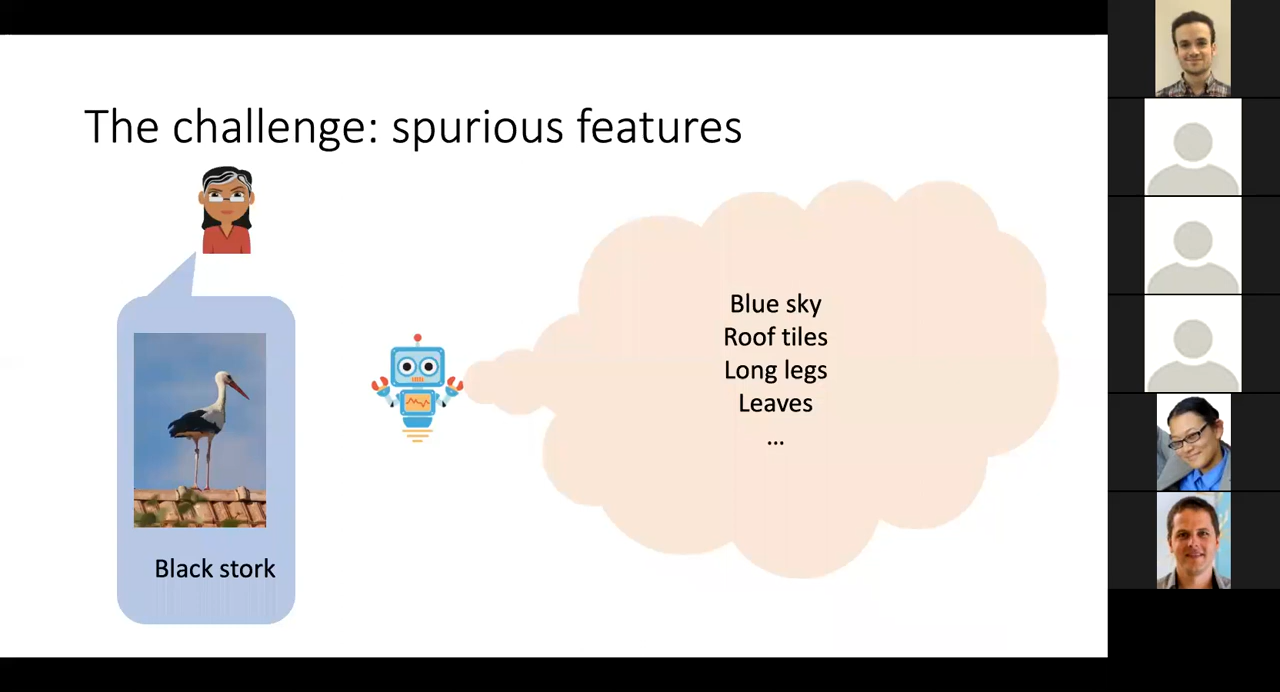 The challenge: spurious features
Blue sky
Roof tiles
Long legs
Leaves
...
Black stork